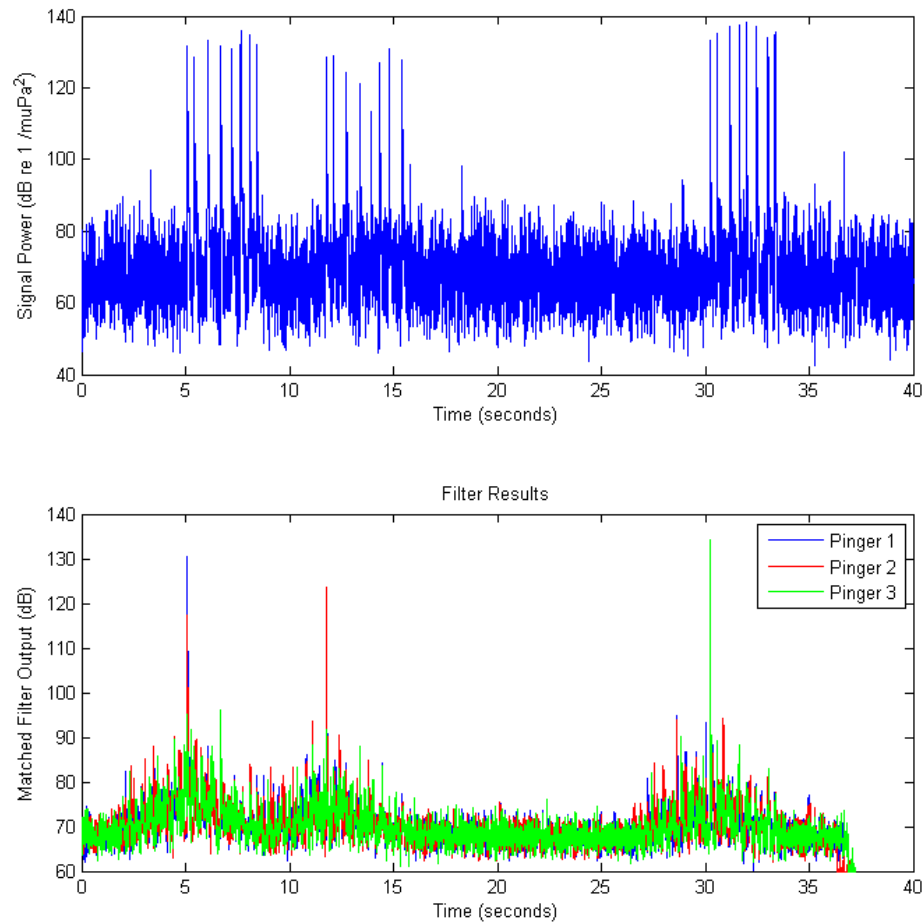 140
120
100
80
60
40
Signal Power (dB re 1 /muPa²)
0 5 10 15 20 25 30 35 40
Time (seconds)
Filter Results
140
130
120
110
100
90
80
70
60
Matched Filter Output (dB)
Pinger 1
Pinger 2
Pinger 3
0 5 10 15 20 25 30 35 40
Time (seconds)